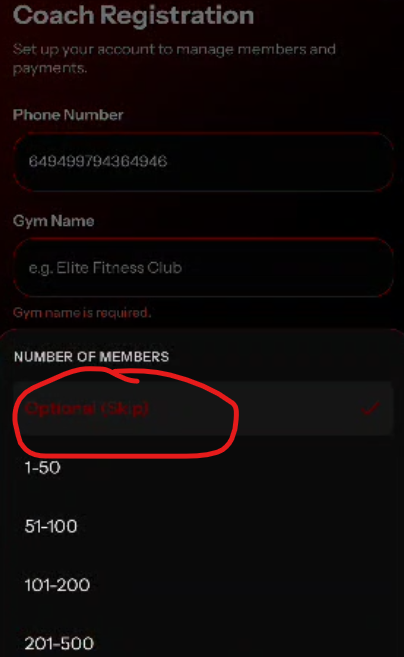 Coach Registration
Set up your account to manage members and
payments.
Phone Number
649499794364946
Gym Name
e.g. Elite Fitness Club
Gym name is required.
NUMBER OF MEMBERS
Optional (Skip)
1-50
51-100
101-200
201-500